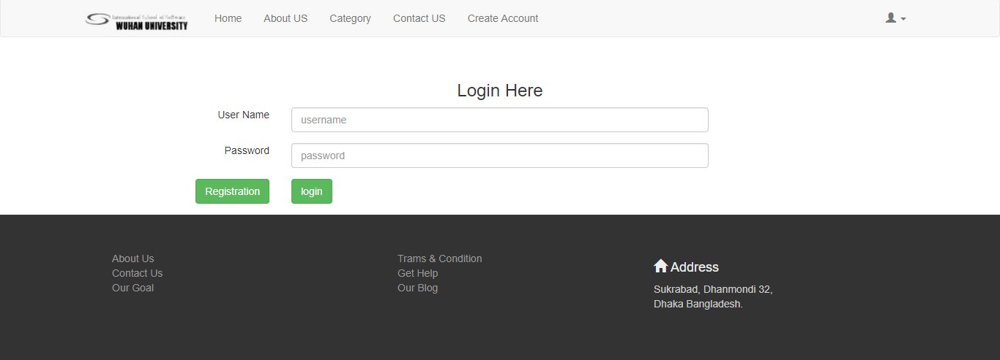 International School of Software
WUHAN UNIVERSITY
Home About US Category Contact US Create Account
Login Here
User Name username
Password password
Registration login
About Us
Contact Us
Our Goal
Trams & Condition
Get Help
Our Blog
Address
Sukrabad, Dhanmondi 32,
Dhaka Bangladesh.